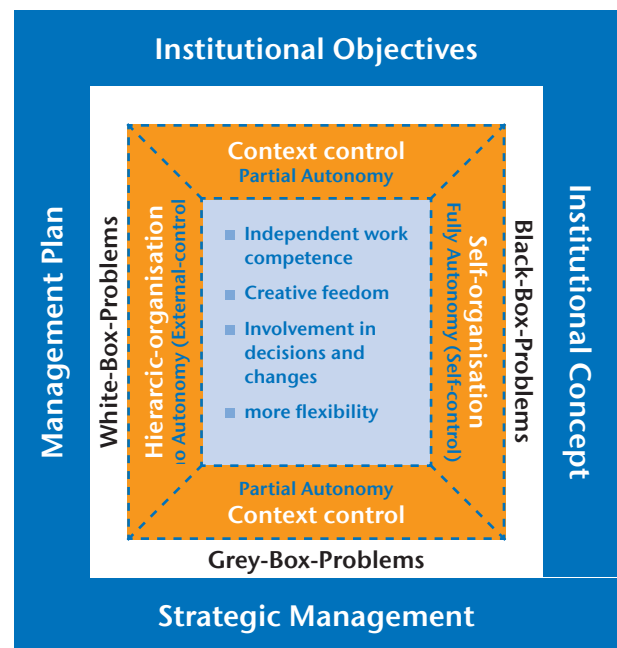 Institutional Objectives
Management Plan
White-Box-Problems
Hierarcic-organisation
o Autonomy (External-control
Context control
Partial Autonomy
Independent work
competence
Creative feedom
Involvement in
decisions and
changes
more flexibility
Fully Autonomy (Self-control)
Self-organisation
Black-Box-Problems
Institutional Concept
Partial Autonomy
Context control
Grey-Box-Problems
Strategic Management